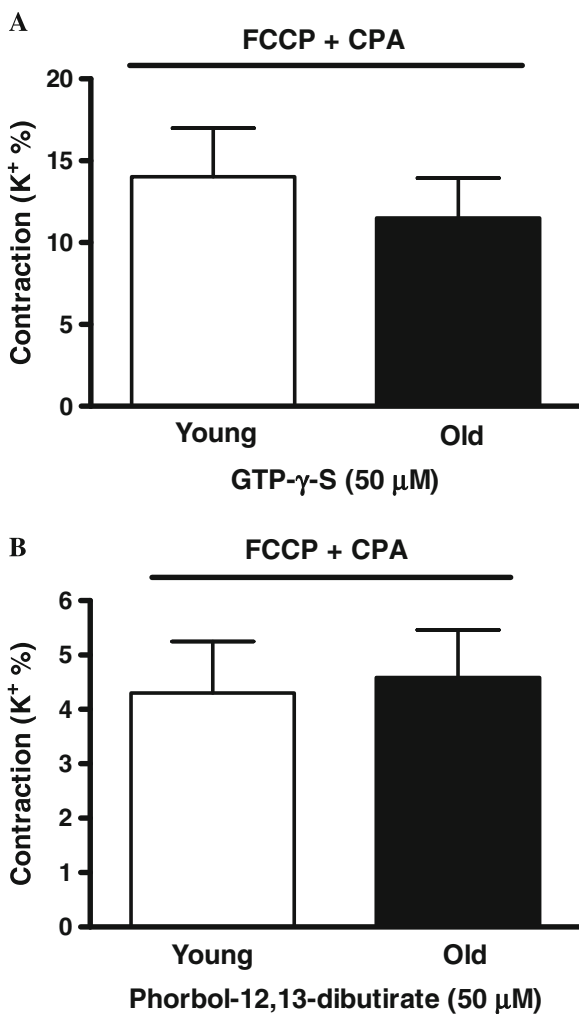 A
FCCP + CPA
Contraction (K⁺ %)
20
15
10
5
0
Young Old
GTP-γ-S (50 μM)
B
FCCP + CPA
Contraction (K⁺ %)
6
5
4
3
2
1
0
Young Old
Phorbol-12,13-dibutirate (50 μM)